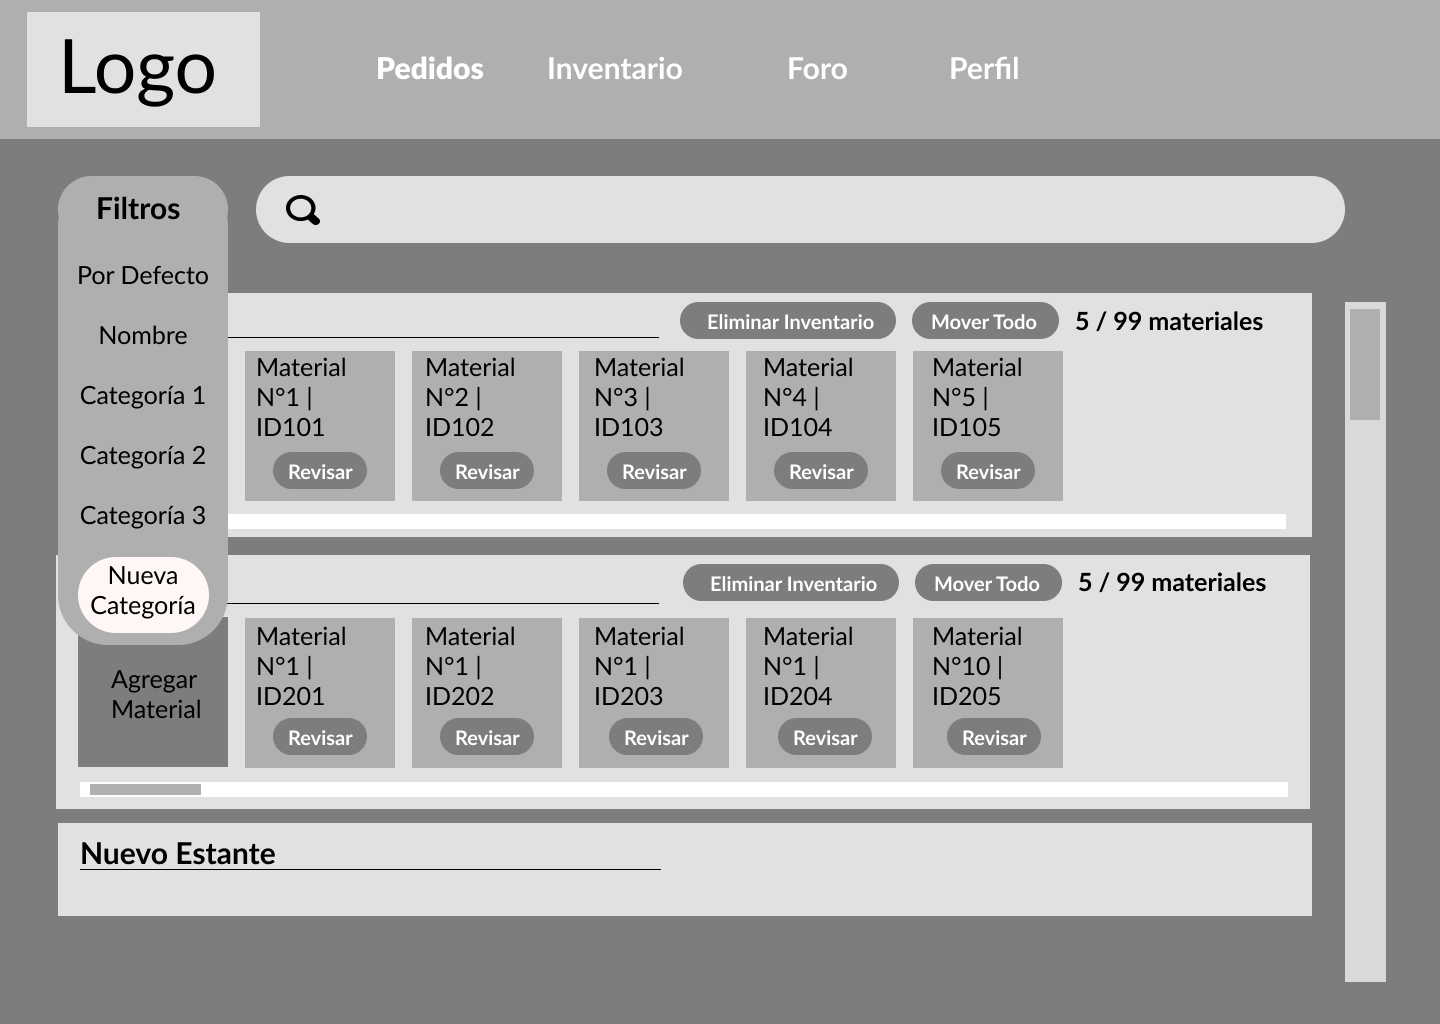 Logo
Pedidos Inventario Foro Perfil
Filtros
Por Defecto
Nombre
Categoría 1
Categoría 2
Categoría 3
Nueva
Categoría
Eliminar Inventario Mover Todo 5 / 99 materiales
Material
N°1 |
ID101
Revisar
Material
N°2 |
ID102
Revisar
Material
N°3 |
ID103
Revisar
Material
N°4 |
ID104
Revisar
Material
N°5 |
ID105
Revisar
Eliminar Inventario Mover Todo 5 / 99 materiales
Agregar
Material
Material
N°1 |
ID201
Revisar
Material
N°1 |
ID202
Revisar
Material
N°1 |
ID203
Revisar
Material
N°1 |
ID204
Revisar
Material
N°10 |
ID205
Revisar
Nuevo Estante